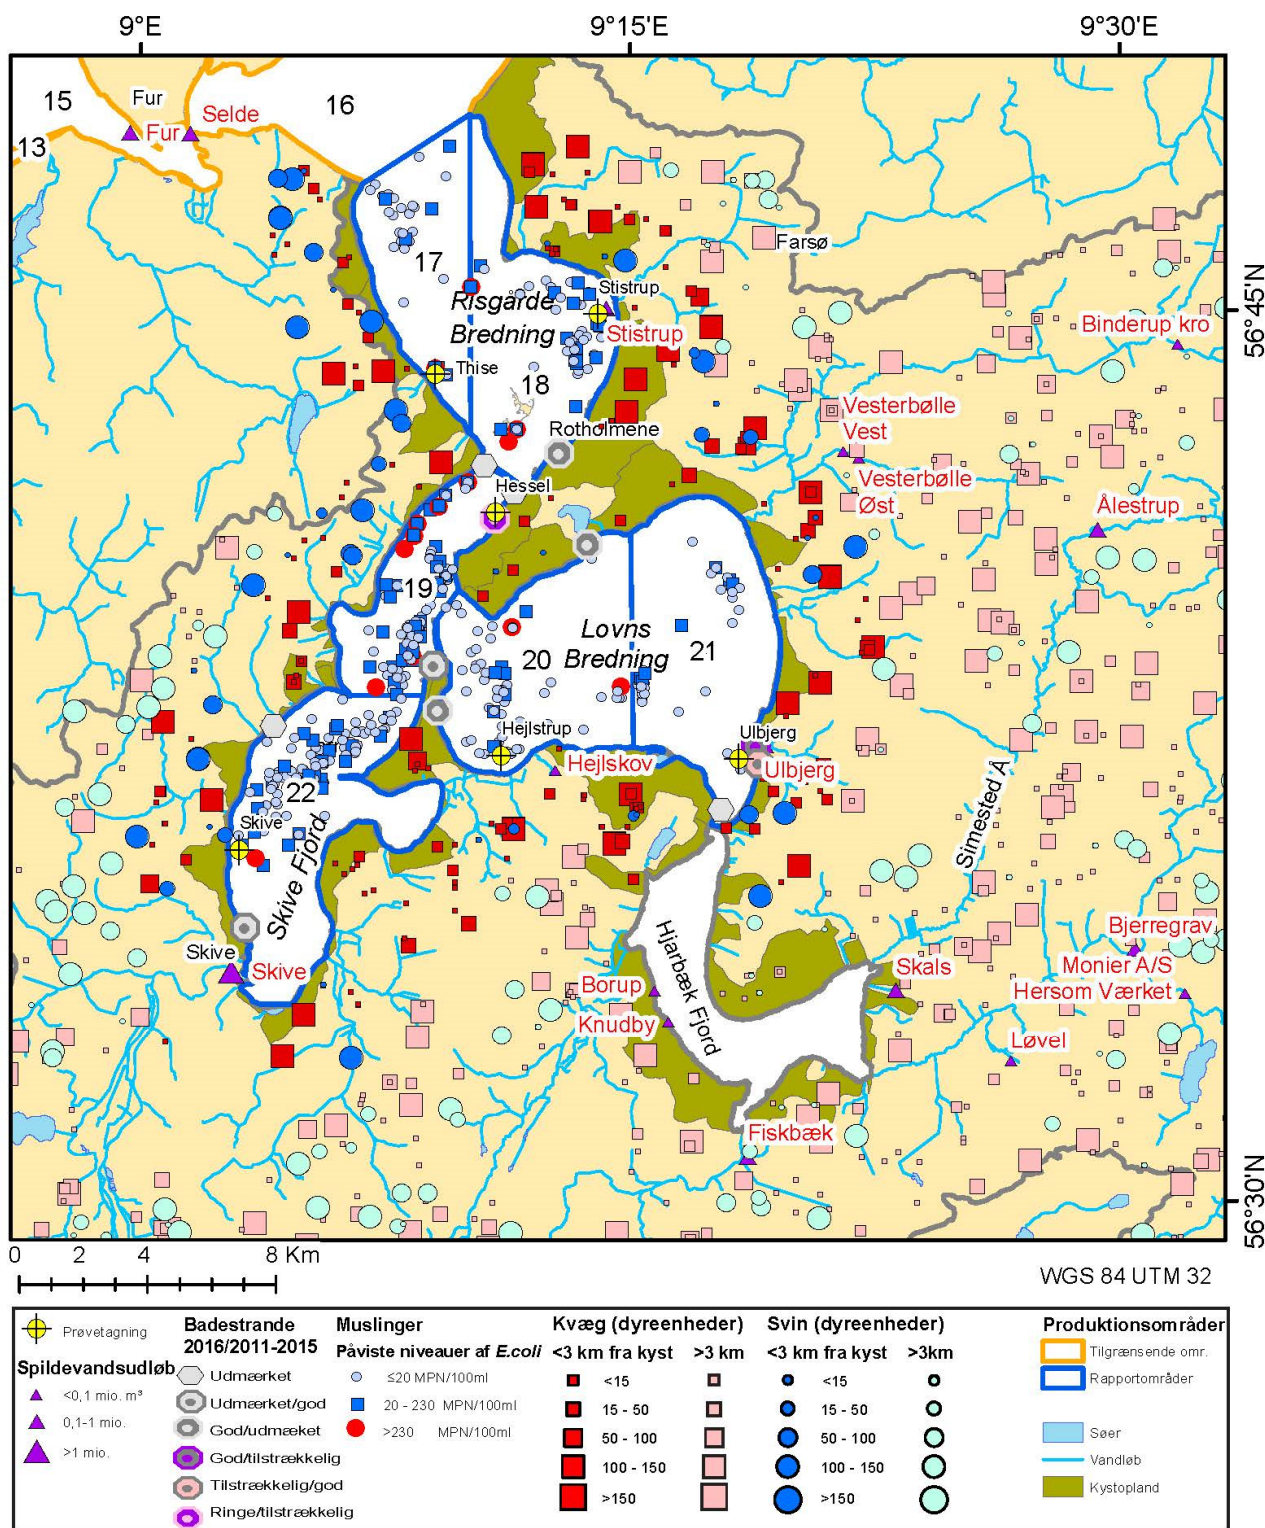 9°E
9°15'E
9°30'E
15
Fur
16
Selde
Fur
13
17
Farsø
Risgårde
Bredning
Stistrup
Stistrup
56°45'N
Binderup kro
Thise
18
Rotholmene
Vesterbølle
Vest
Vesterbølle
Øst
Hessel
Ålestrup
19
Lovns
Bredning
20
21
Hejlstrup
Ulbjerg
Ulbjerg
Hejlskov
22
Skive
Simested Å
Skive Fjord
Skive
Skive
Hjarbæk Fjord
Bjerregrav
Skals
Monier A/S
Hersom Værket
Borup
Knudby
Løvel
Fiskbæk
56°30'N
0 2 4 8 Km
WGS 84 UTM 32
Prøvetagning
Spildevandsudløb
<0,1 mio. m³
0,1-1 mio.
>1 mio.
Badestrande
2016/2011-2015
Udmærket
Udmærket/god
God/udmæket
God/tilstrækkelig
Tilstrækkelig/god
Ringe/tilstrækkelig
Muslinger
Påviste niveauer af E.coli
≤20 MPN/100ml
20 - 230 MPN/100ml
>230 MPN/100ml
Kvæg (dyreenheder)
<3 km fra kyst >3 km
<15
15 - 50
50 - 100
100 - 150
>150
Svin (dyreenheder)
<3 km fra kyst >3km
<15
15 - 50
50 - 100
100 - 150
>150
Produktionsområder
Tilgrænsende omr.
Rapportområder
Søer
Vandløb
Kystopland